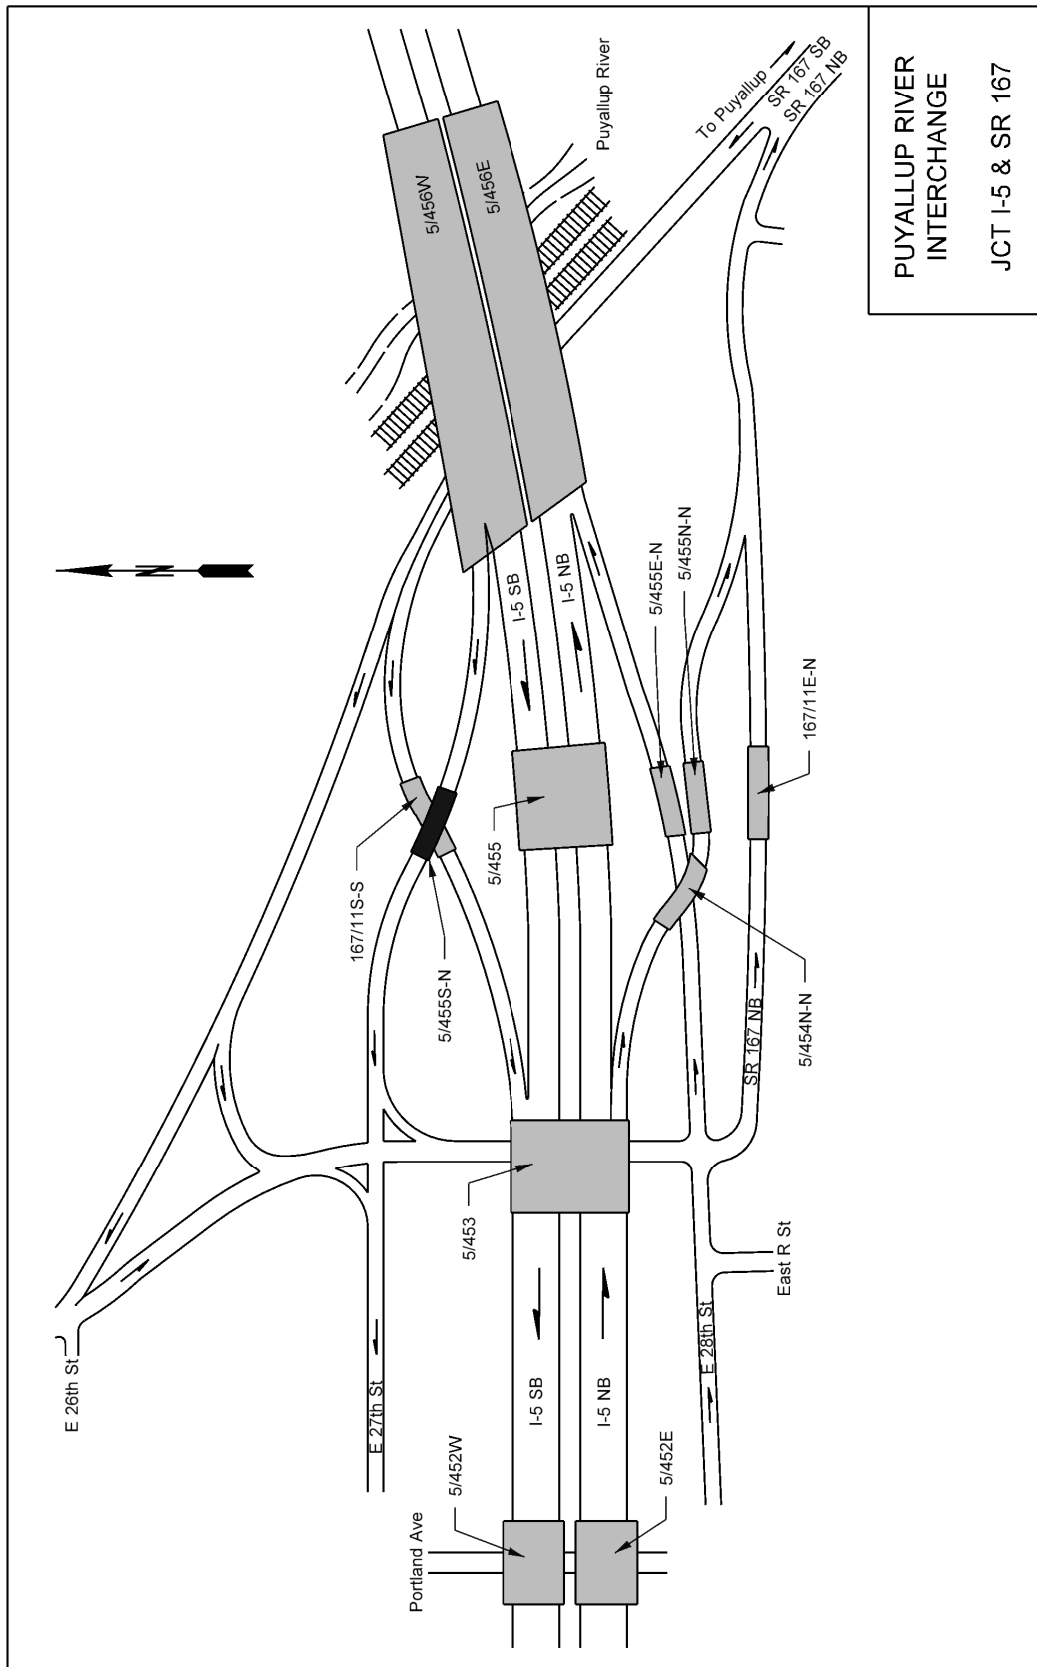 PUYALLUP RIVER
INTERCHANGE
JCT I-5 & SR 167
Puyallup River
To Puyallup
SR 167 SB
SR 167 NB
5/456W
5/456E
N
I-5 SB
I-5 NB
5/455E-N
5/455N-N
167/11E-N
167/11S-S
5/455S-N
5/455
5/454N-N
SR 167 NB
5/453
East R St
E 28th St
E 26th St
E 27th St
I-5 SB
I-5 NB
5/452W
5/452E
Portland Ave